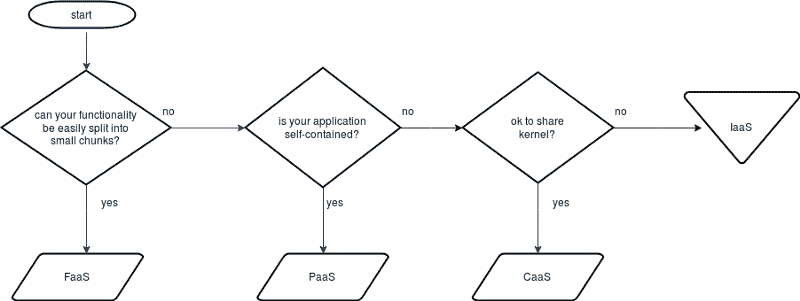 start
can your functionality
be easily split into
small chunks?
no
is your application
self-contained?
no
ok to share
kernel?
no
IaaS
yes
yes
yes
FaaS
PaaS
CaaS